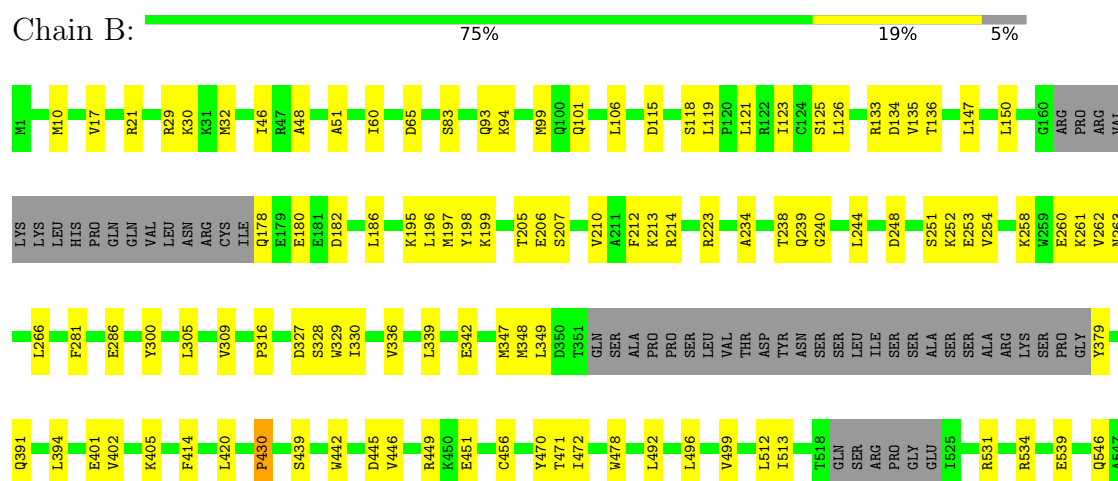 Chain B:
75% 19% 5%
M1 M10 V17 R21 R29 K30 K31 M32 I46 R47 A48 A51 I60 D65 S83 Q93 K94 M99 Q100 Q101 L106 D115 S118 L119 P120 L121 R122 I123 C124 S125 L126 R133 D134 V135 T136 L147 L150 G160 ARG PRO ARG VAL
LYS LYS LEU HIS PRO GLN GLN VAL LEU ASN ARG CYS ILE Q178 E179 E180 E181 D182 L186 K195 L196 M197 Y198 K199 T205 E206 S207 V210 A211 F212 K213 R214 R223 A234 T238 Q239 G240 L244 D248 S251 K252 E253 V254 K258 W259 E260 K261 V262
L266 F281 E286 Y300 L305 V309 P316 D327 S328 W329 I330 V336 L339 E342 M347 M348 L349 D350 T351 GLN SER ALA PRO PRO SER LEU VAL THR ASP TYR ASN SER SER LEU ILE SER SER ALA SER SER ALA ARG LYS SER PRO GLY Y379
Q391 L394 E401 V402 K405 F414 L420 P430 S439 W442 D445 V446 R449 K450 E451 C456 Y470 T471 I472 W478 L492 L496 V499 L512 I513 T518 GLN SER ARG PRO GLY GLU I525 R531 R534 E539 Q546 A547